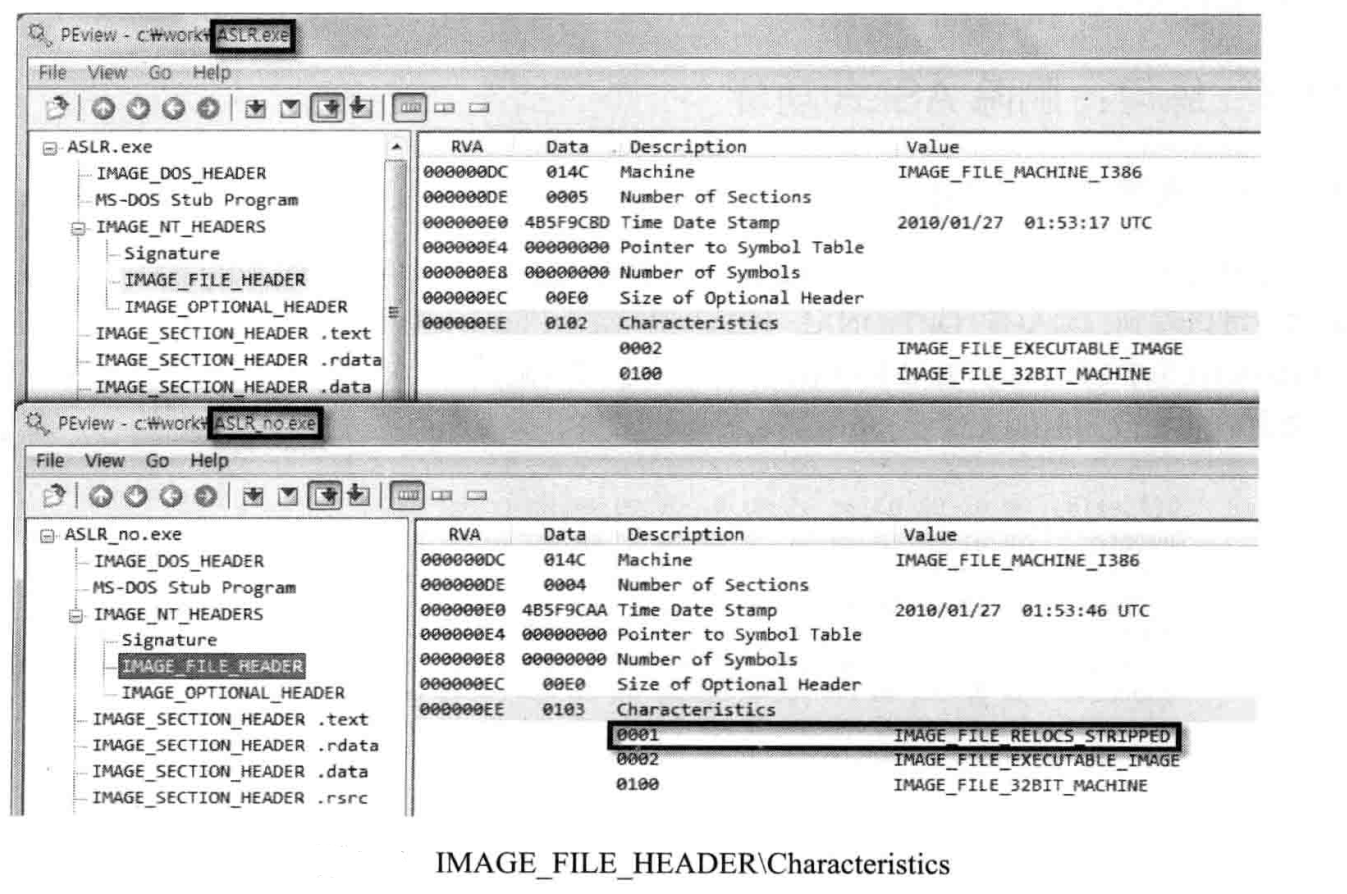 PEview - c:₩work₩ASLR.exe
File View Go Help
ASLR.exe
IMAGE_DOS_HEADER
MS-DOS Stub Program
IMAGE_NT_HEADERS
Signature
IMAGE_FILE_HEADER
IMAGE_OPTIONAL_HEADER
IMAGE_SECTION_HEADER .text
IMAGE_SECTION_HEADER .rdata
IMAGE_SECTION_HEADER .data
RVA Data Description Value
000000DC 014C Machine IMAGE_FILE_MACHINE_I386
000000DE 0005 Number of Sections
000000E0 4B5F9C8D Time Date Stamp 2010/01/27 01:53:17 UTC
000000E4 00000000 Pointer to Symbol Table
000000E8 00000000 Number of Symbols
000000EC 00E0 Size of Optional Header
000000EE 0102 Characteristics
0002 IMAGE_FILE_EXECUTABLE_IMAGE
0100 IMAGE_FILE_32BIT_MACHINE
PEview - c:₩work₩ASLR_no.exe
File View Go Help
ASLR_no.exe
IMAGE_DOS_HEADER
MS-DOS Stub Program
IMAGE_NT_HEADERS
Signature
IMAGE_FILE_HEADER
IMAGE_OPTIONAL_HEADER
IMAGE_SECTION_HEADER .text
IMAGE_SECTION_HEADER .rdata
IMAGE_SECTION_HEADER .data
IMAGE_SECTION_HEADER .rsrc
RVA Data Description Value
000000DC 014C Machine IMAGE_FILE_MACHINE_I386
000000DE 0004 Number of Sections
000000E0 4B5F9CAA Time Date Stamp 2010/01/27 01:53:46 UTC
000000E4 00000000 Pointer to Symbol Table
000000E8 00000000 Number of Symbols
000000EC 00E0 Size of Optional Header
000000EE 0103 Characteristics
0001 IMAGE_FILE_RELOCS_STRIPPED
0002 IMAGE_FILE_EXECUTABLE_IMAGE
0100 IMAGE_FILE_32BIT_MACHINE
IMAGE_FILE_HEADER\Characteristics